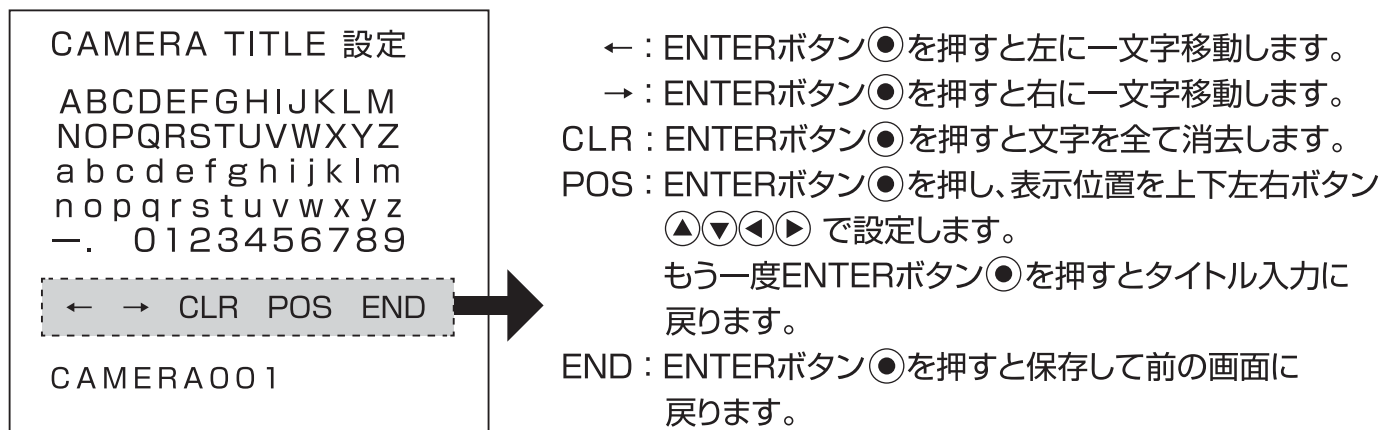 CAMERA TITLE 設定
ABCDEFGHIJKLM
NOPQRSTUVWXYZ
abcdefghijklm
nopqrstuvwxyz
—. 0123456789
← → CLR POS END
CAMERA001
←：ENTERボタン◉を押すと左に一文字移動します。
→：ENTERボタン◉を押すと右に一文字移動します。
CLR：ENTERボタン◉を押すと文字を全て消去します。
POS：ENTERボタン◉を押し、表示位置を上下左右ボタン
▲▼◀▶ で設定します。
もう一度ENTERボタン◉を押すとタイトル入力に
戻ります。
END：ENTERボタン◉を押すと保存して前の画面に
戻ります。